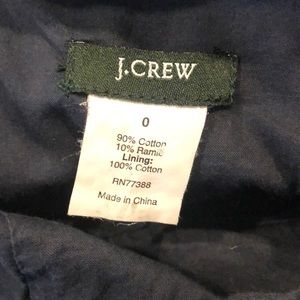 J.CREW
0
90% Cotton
10% Ramie
Lining:
100% Cotton
RN77388
Made in China